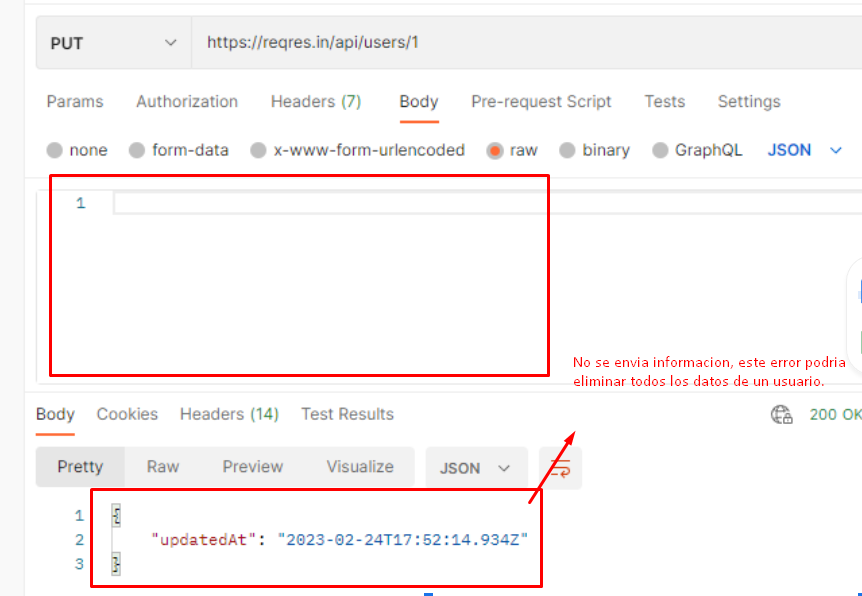 PUT https://reqres.in/api/users/1
Params Authorization Headers (7) Body Pre-request Script Tests Settings
none form-data x-www-form-urlencoded raw binary GraphQL JSON
1
No se envia informacion, este error podria
eliminar todos los datos de un usuario.
Body Cookies Headers (14) Test Results 200 OK
Pretty Raw Preview Visualize JSON
1 {
2 "updatedAt": "2023-02-24T17:52:14.934Z"
3 }